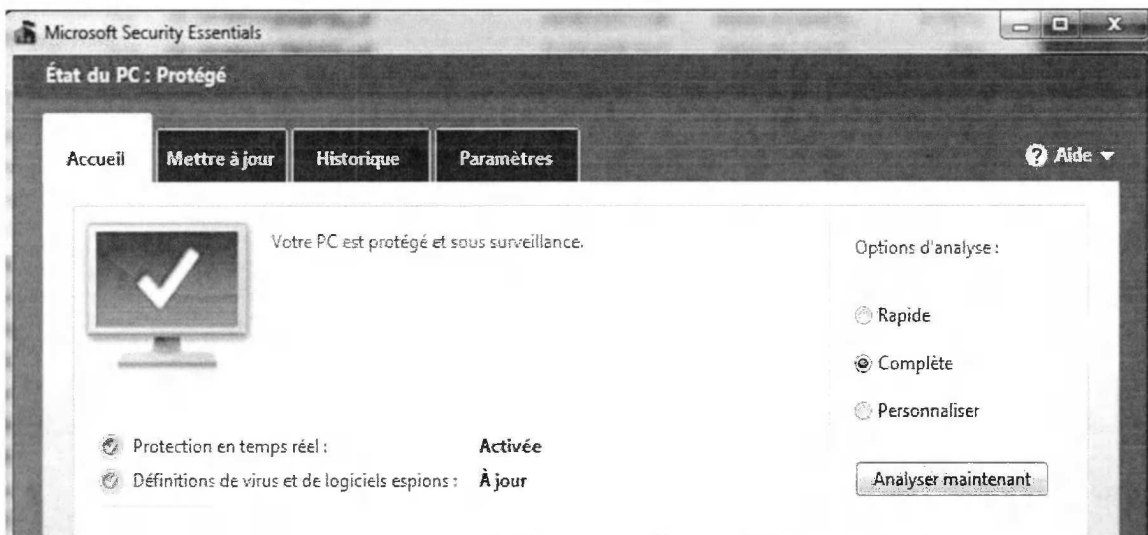 Microsoft Security Essentials
État du PC : Protégé
Accueil
Mettre à jour
Historique
Paramètres
? Aide
Votre PC est protégé et sous surveillance.
Options d'analyse :
Rapide
Complète
Personnaliser
Protection en temps réel : Activée
Définitions de virus et de logiciels espions : À jour
Analyser maintenant